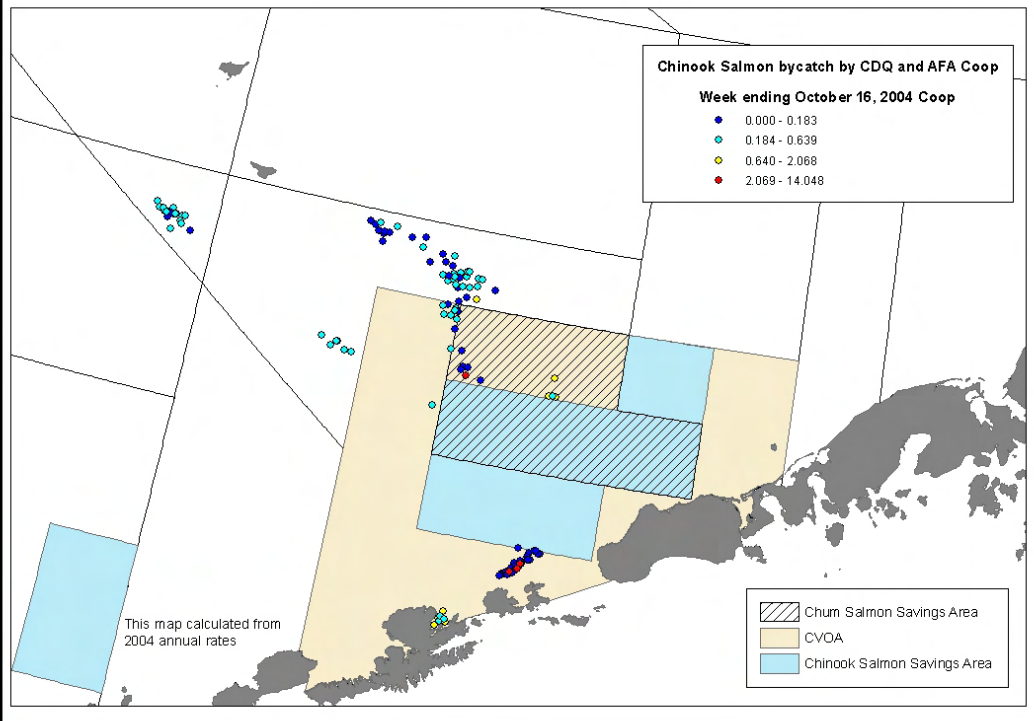 Chinook Salmon bycatch by CDQ and AFA Coop
Week ending October 16, 2004 Coop
0.000 - 0.183
0.184 - 0.639
0.640 - 2.068
2.069 - 14.048
This map calculated from
2004 annual rates
Chum Salmon Savings Area
CVOA
Chinook Salmon Savings Area